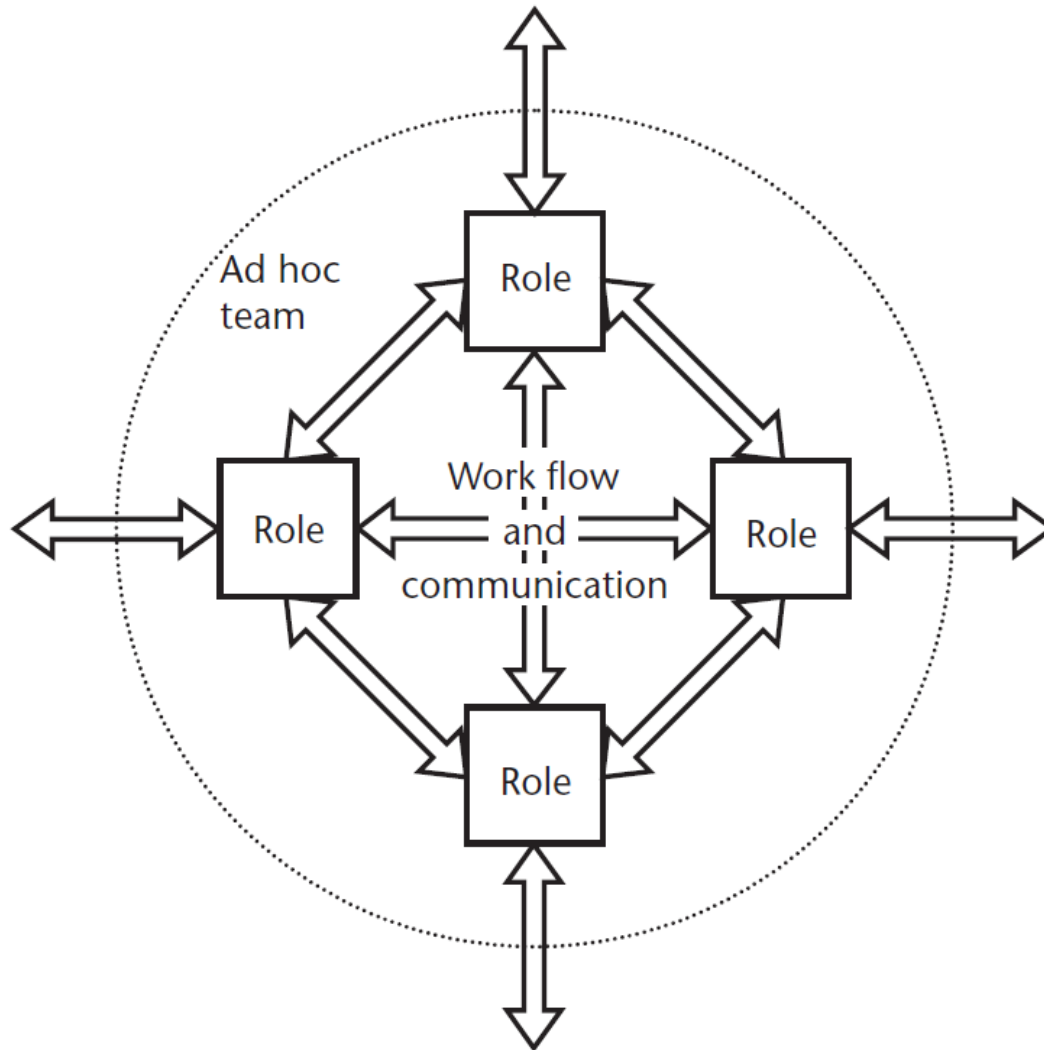 Ad hoc
team
Role
Role
Work flow
and
communication
Role
Role